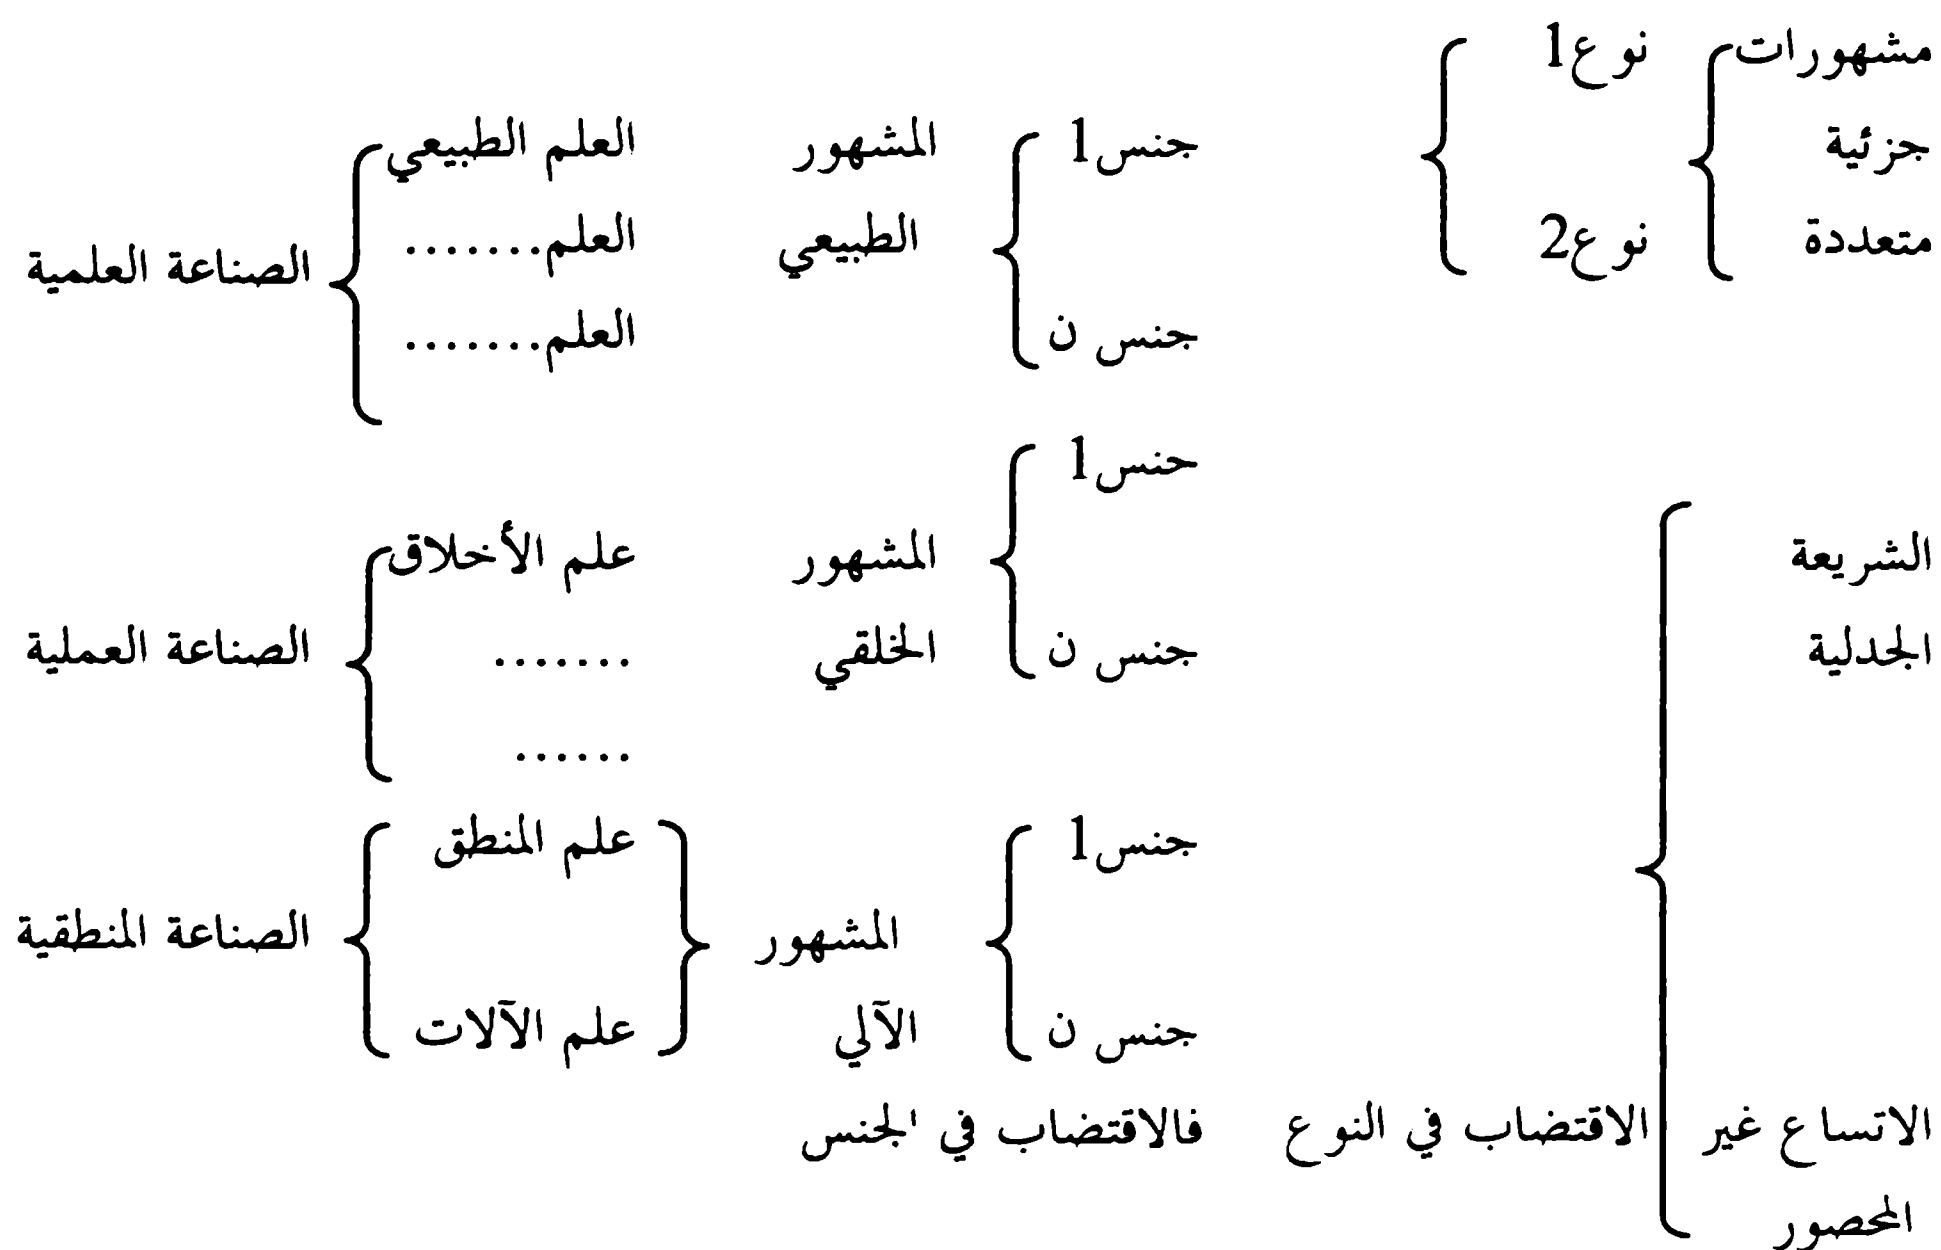 مشهورات نوع1
جزئية جنس1 المشهور العلم الطبيعي
متعددة نوع2 الطبيعي العلم.......
الصناعة العلمية
جنس ن العلم.......
حنس1
الشريعة المشهور علم الأخلاق
الجدلية جنس ن الخلقي ....... الصناعة العملية
......
جنس1 علم المنطق
المشهور الصناعة المنطقية
جنس ن الآلي علم الآلات
الاتساع غير الاقتضاب في النوع فالاقتضاب في الجنس
المحصور